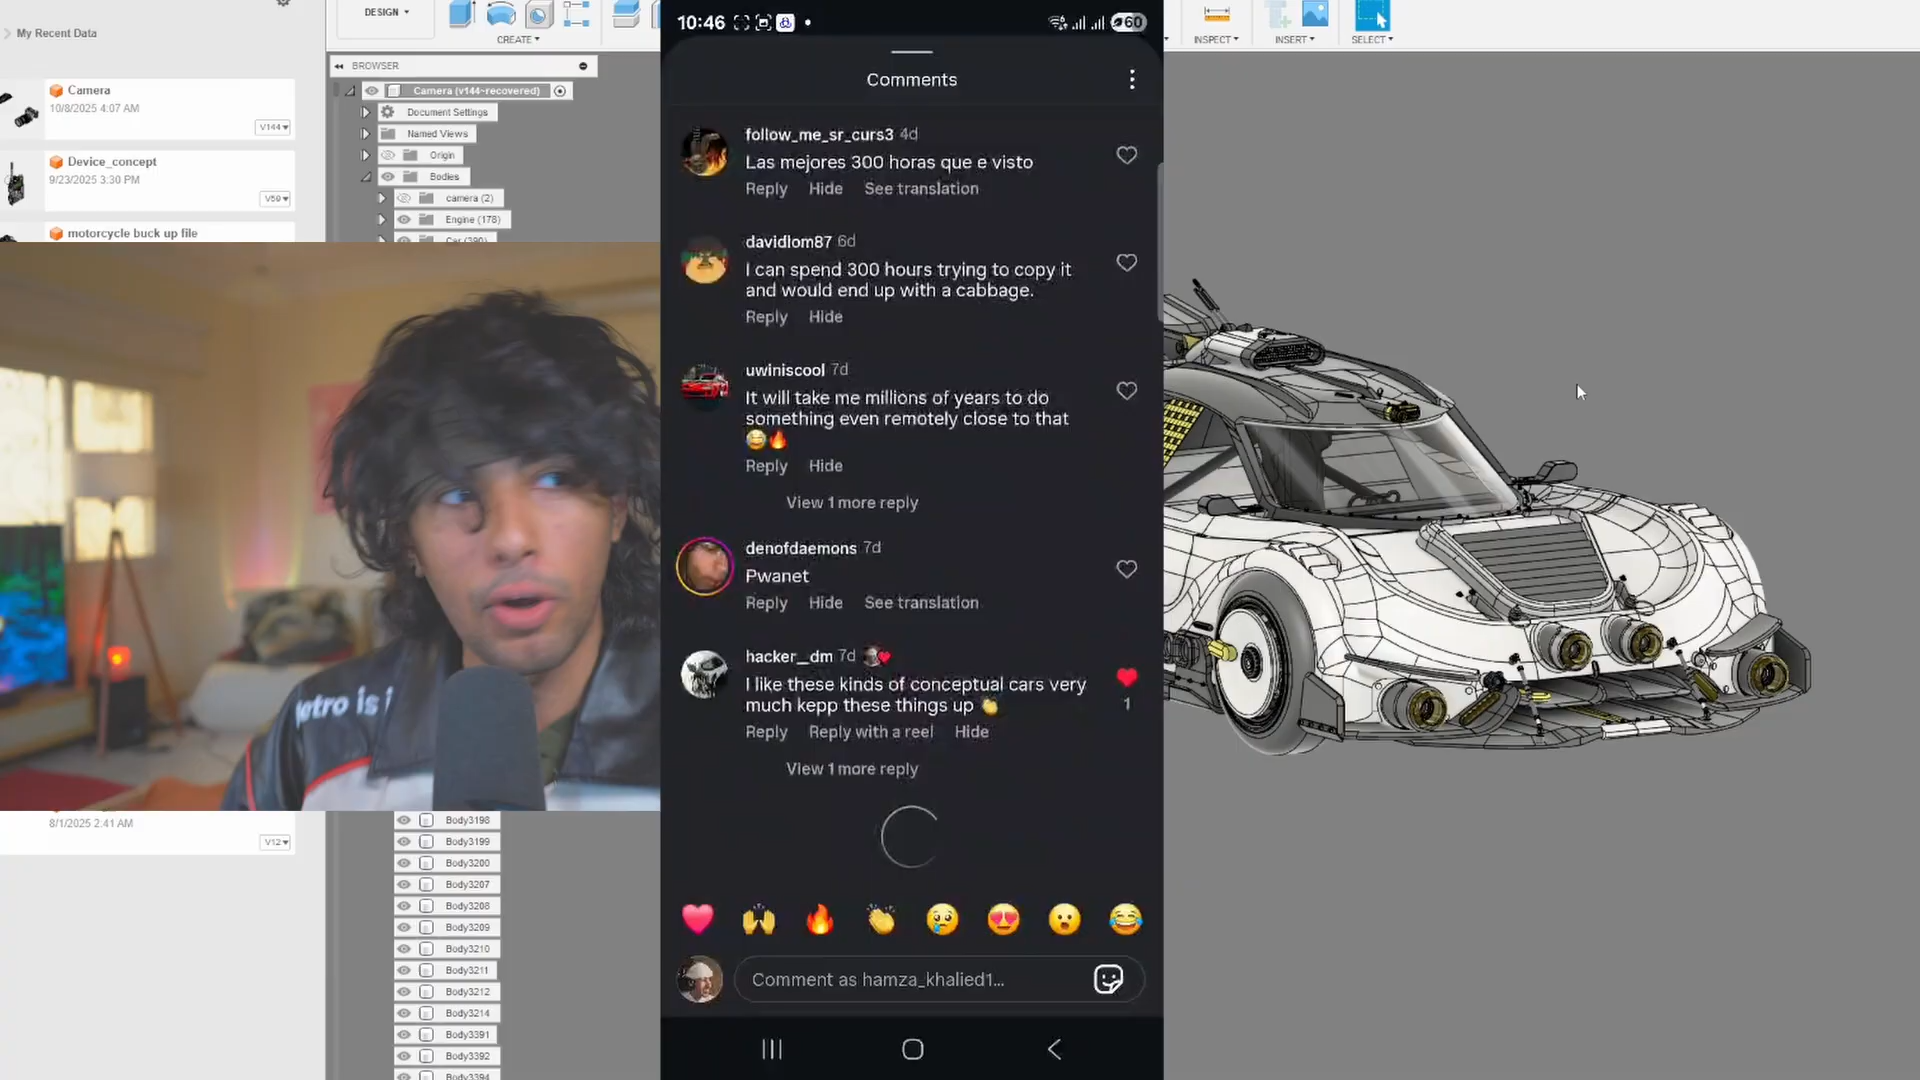 My Recent Data
Camera
10/8/2025 4:07 AM
V144
Device_concept
9/23/2025 3:30 PM
V59
motorcycle buck up file
8/1/2025 2:41 AM
V12
DESIGN
CREATE
BROWSER
Camera (v144~recovered)
Document Settings
Named Views
Origin
Bodies
camera (2)
Engine (178)
Body3198
Body3199
Body3200
Body3207
Body3208
Body3209
Body3210
Body3211
Body3212
Body3214
Body3391
Body3392
Body3394
10:46
60
Comments
follow_me_sr_curs3 4d
Las mejores 300 horas que e visto
Reply Hide See translation
davidlom87 6d
I can spend 300 hours trying to copy it
and would end up with a cabbage.
Reply Hide
uwiniscool 7d
It will take me millions of years to do
something even remotely close to that
😂🔥
Reply Hide
View 1 more reply
denofdaemons 7d
Pwanet
Reply Hide See translation
hacker__dm 7d
I like these kinds of conceptual cars very
much kepp these things up 👏
1
Reply Reply with a reel Hide
View 1 more reply
Comment as hamza_khalied1...
INSPECT
INSERT
SELECT